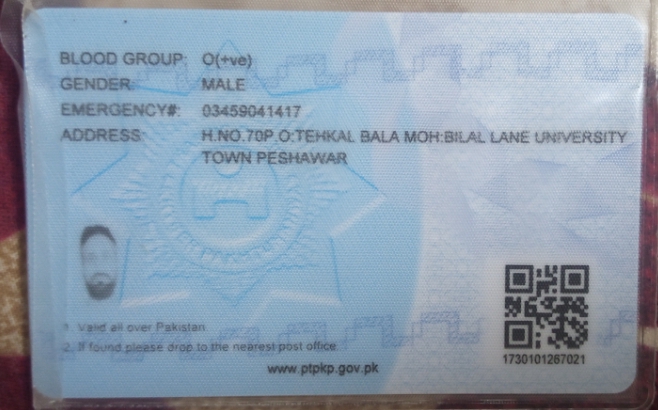 BLOOD GROUP: O(+ve)
GENDER: MALE
EMERGENCY#: 03459041417
ADDRESS: H.NO.70P.O:TEHKAL BALA MOH:BILAL LANE UNIVERSITY
TOWN PESHAWAR
1. Valid all over Pakistan
2. If found please drop to the nearest post office
www.ptpkp.gov.pk
1730101267021